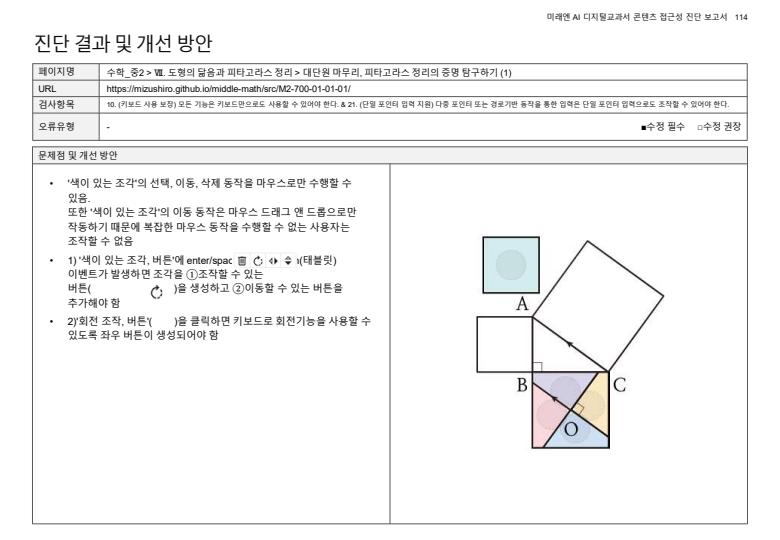 미래엔 AI 디지털교과서 콘텐츠 접근성 진단 보고서 114
진단 결과 및 개선 방안
페이지명 수학_중2 > Ⅶ. 도형의 닮음과 피타고라스 정리 > 대단원 마무리, 피타고라스 정리의 증명 탐구하기 (1)
URL https://mizushiro.github.io/middle-math/src/M2-700-01-01-01/
검사항목 10. (키보드 사용 보장) 모든 기능은 키보드만으로도 사용할 수 있어야 한다. & 21. (단일 포인터 입력 지원) 다중 포인터 또는 경로기반 동작을 통한 입력은 단일 포인터 입력으로도 조작할 수 있어야 한다.
오류유형 - ■수정 필수 □수정 권장
문제점 및 개선 방안
• '색이 있는 조각'의 선택, 이동, 삭제 동작을 마우스로만 수행할 수
있음.
또한 '색이 있는 조각'의 이동 동작은 마우스 드래그 앤 드롭으로만
작동하기 때문에 복잡한 마우스 동작을 수행할 수 없는 사용자는
조작할 수 없음
• 1) '색이 있는 조각, 버튼'에 enter/spac (태블릿)
이벤트가 발생하면 조각을 ①조작할 수 있는
버튼( )을 생성하고 ②이동할 수 있는 버튼을
추가해야 함
• 2)'회전 조작, 버튼'( )을 클릭하면 키보드로 회전기능을 사용할 수
있도록 좌우 버튼이 생성되어야 함
A
B
C
O